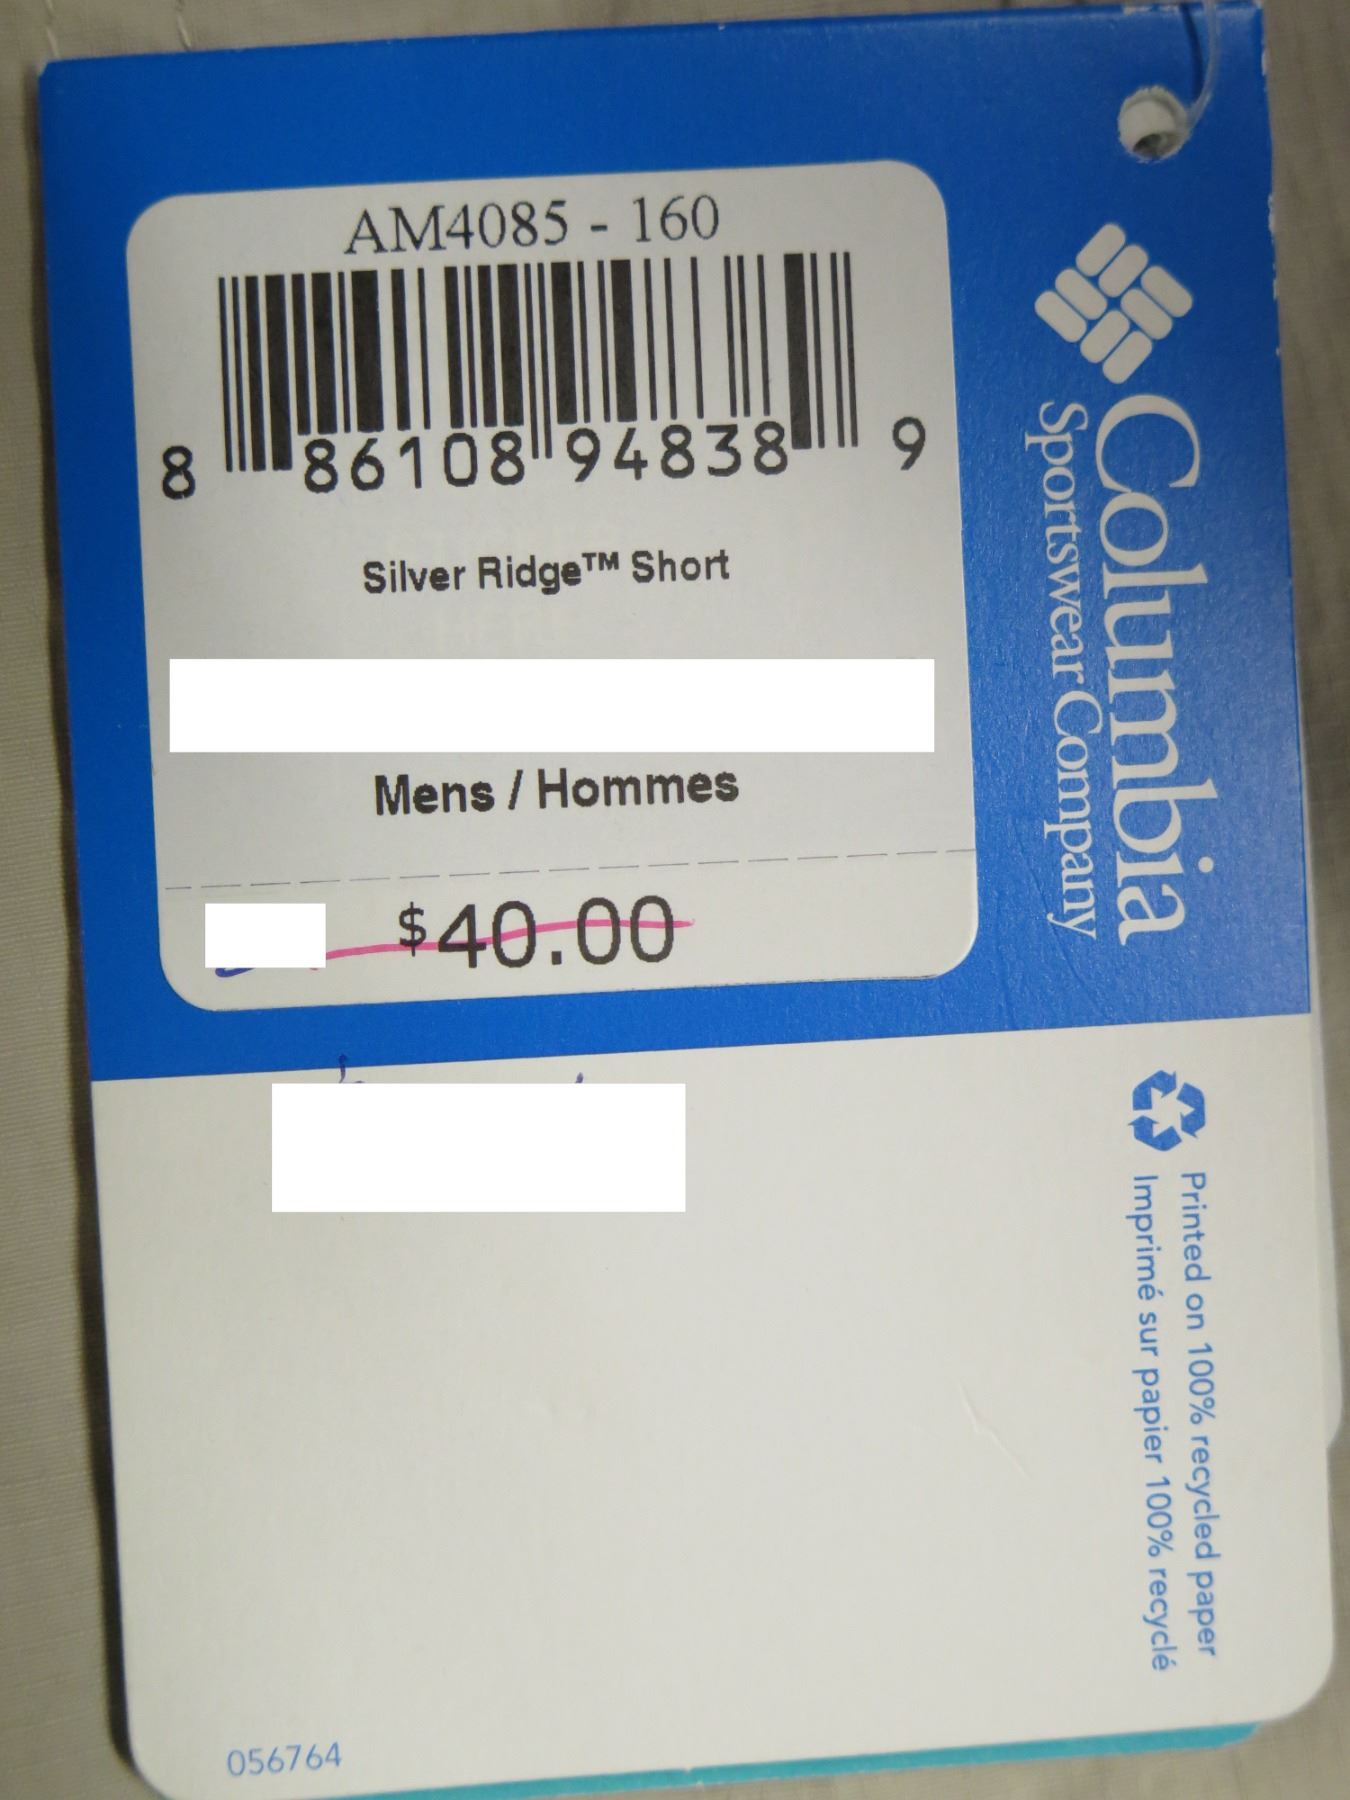 AM4085 - 160
8 86108 94838 9
Silver Ridge™ Short
Mens / Hommes
$40.00
Columbia
Sportswear Company
Printed on 100% recycled paper
Imprimé sur papier 100% recyclé
056764